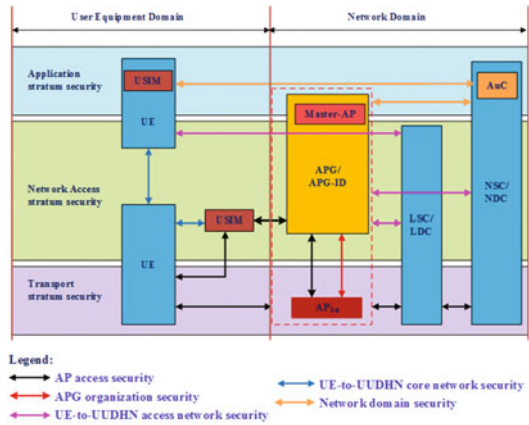 User Equipment Domain
Network Domain
Application
stratum security
USIM
UE
Master-AP
AuC
Network Access
stratum security
UE
USIM
APG/
APG-ID
LSC/
LDC
NSC/
NDC
Transport
stratum security
Legend:
AP access security
APG organization security
UE-to-UUDHN access network security
UE-to-UUDHN core network security
Network domain security